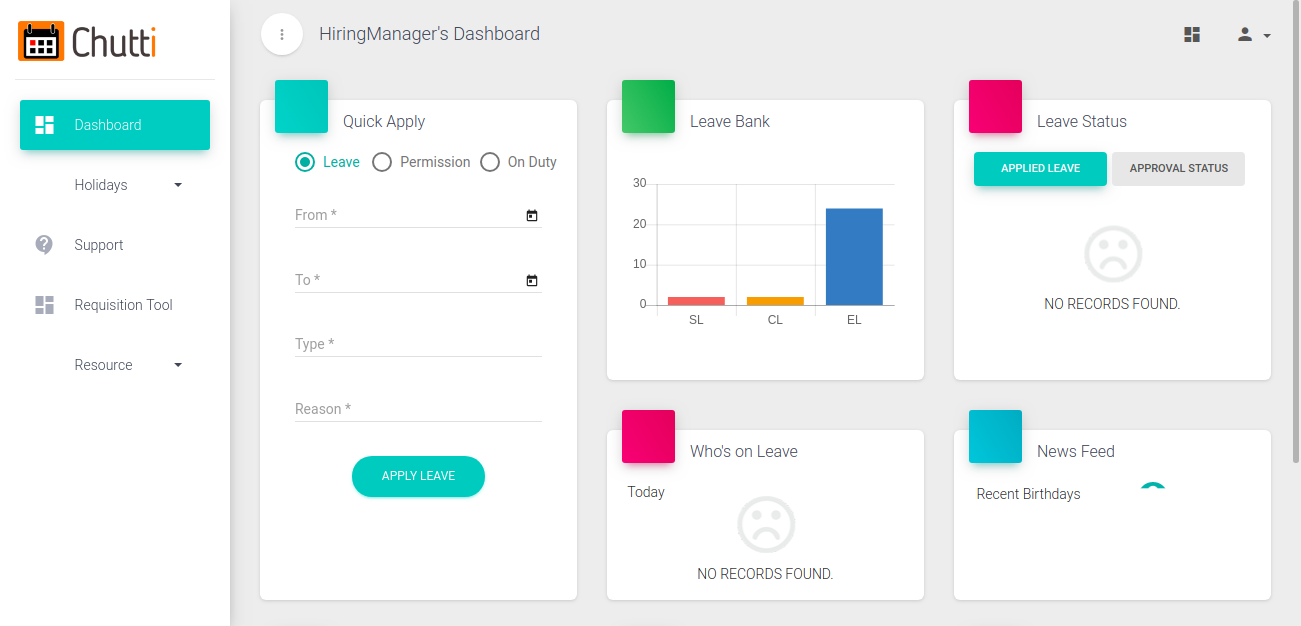 Chutti
HiringManager's Dashboard
Dashboard
Holidays
Support
Requisition Tool
Resource
Quick Apply
Leave Permission On Duty
From *
To *
Type *
Reason *
APPLY LEAVE
Leave Bank
30
20
10
0
SL CL EL
Leave Status
APPLIED LEAVE APPROVAL STATUS
NO RECORDS FOUND.
Who's on Leave
Today
NO RECORDS FOUND.
News Feed
Recent Birthdays